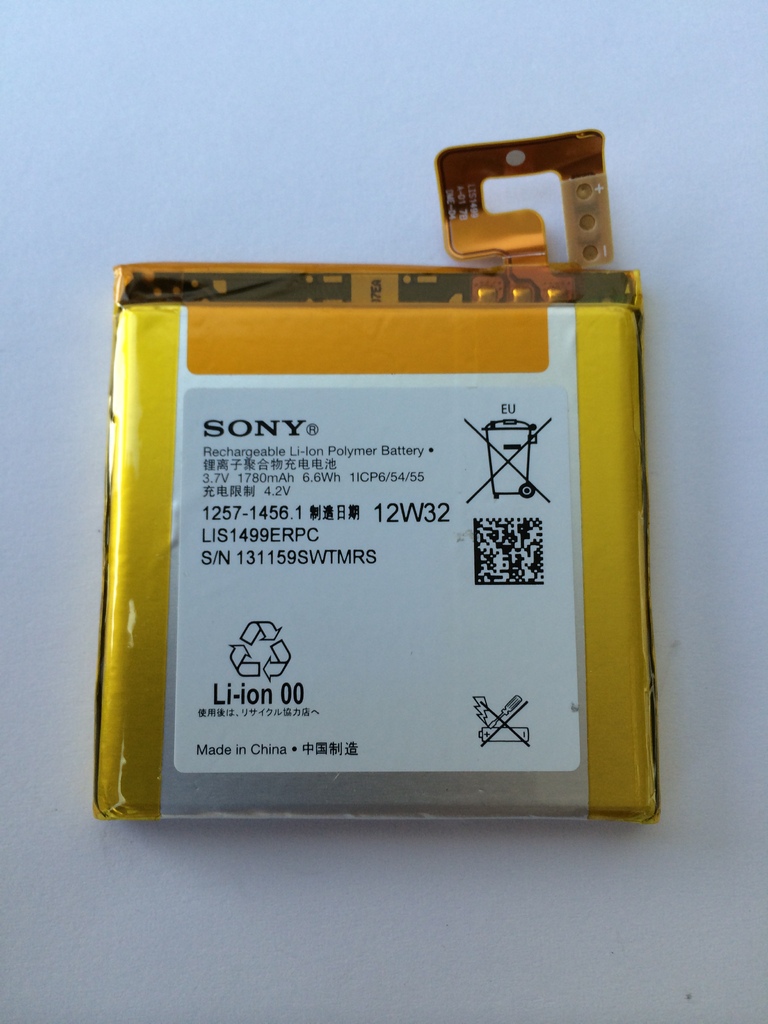 LIS1499
+
−
17EA
SONY®
EU
Rechargeable Li-Ion Polymer Battery •
锂离子聚合物充电电池
3.7V 1780mAh 6.6Wh 1ICP6/54/55
充电限制 4.2V
1257-1456.1 制造日期 12W32
LIS1499ERPC
S/N 131159SWTMRS
Li-ion 00
使用後は、リサイクル協力店へ
Made in China • 中国制造